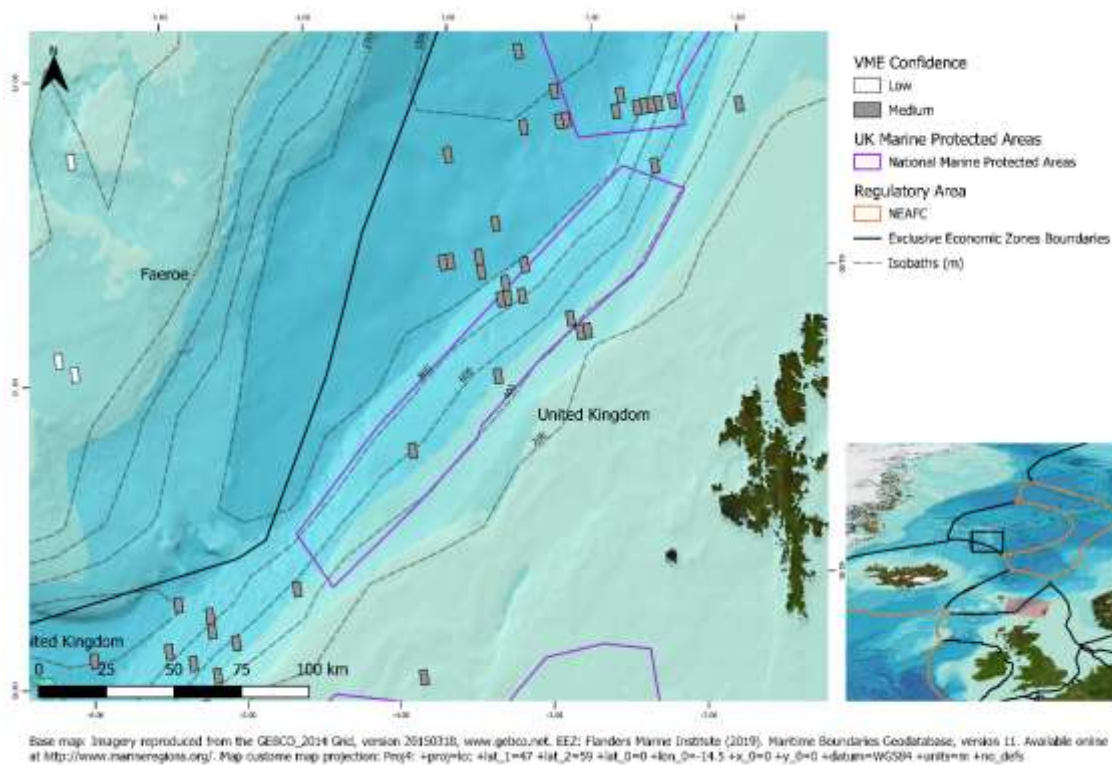 VME Confidence
Low
Medium
UK Marine Protected Areas
National Marine Protected Areas
Regulatory Area
NEAFC
Exclusive Economic Zones Boundaries
Isobaths (m)
N
Faeroe
United Kingdom
ited Kingdom
0 25 50 75 100 km
Base map: Imagery reproduced from the GEBCO_2014 Grid, version 20150318, www.gebco.net. EEZ: Flanders Marine Institute (2019). Maritime Boundaries Geodatabase, version 11. Available online
at http://www.marineregions.org/. Map custome map projection: Proj4: +proj=lcc +lat_1=47 +lat_2=59 +lat_0=0 +lon_0=-14.5 +x_0=0 +y_0=0 +datum=WGS84 +units=m +no_defs